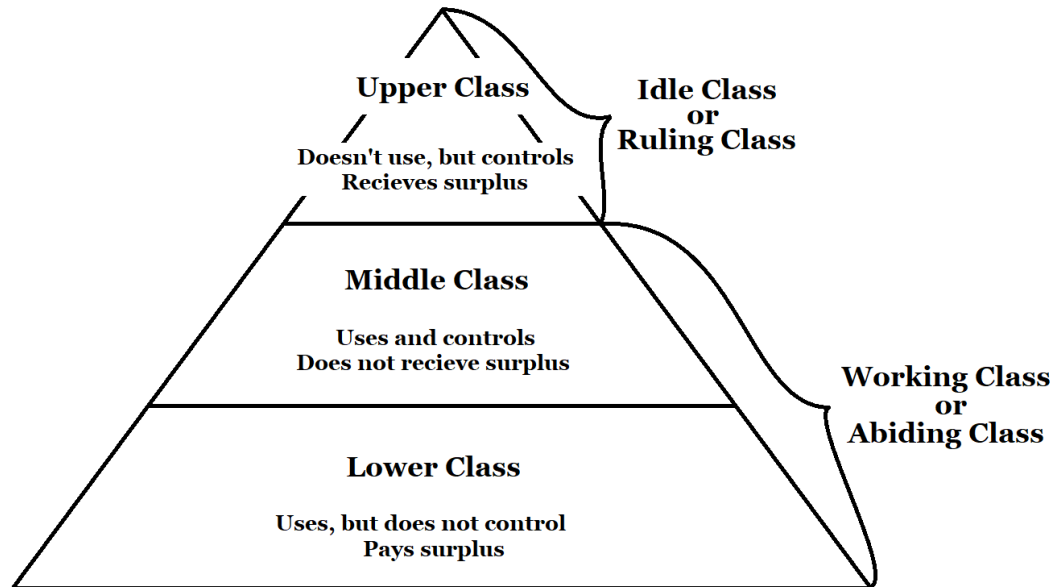 Upper Class
Doesn't use, but controls
Recieves surplus
Idle Class
or
Ruling Class
Middle Class
Uses and controls
Does not recieve surplus
Working Class
or
Abiding Class
Lower Class
Uses, but does not control
Pays surplus